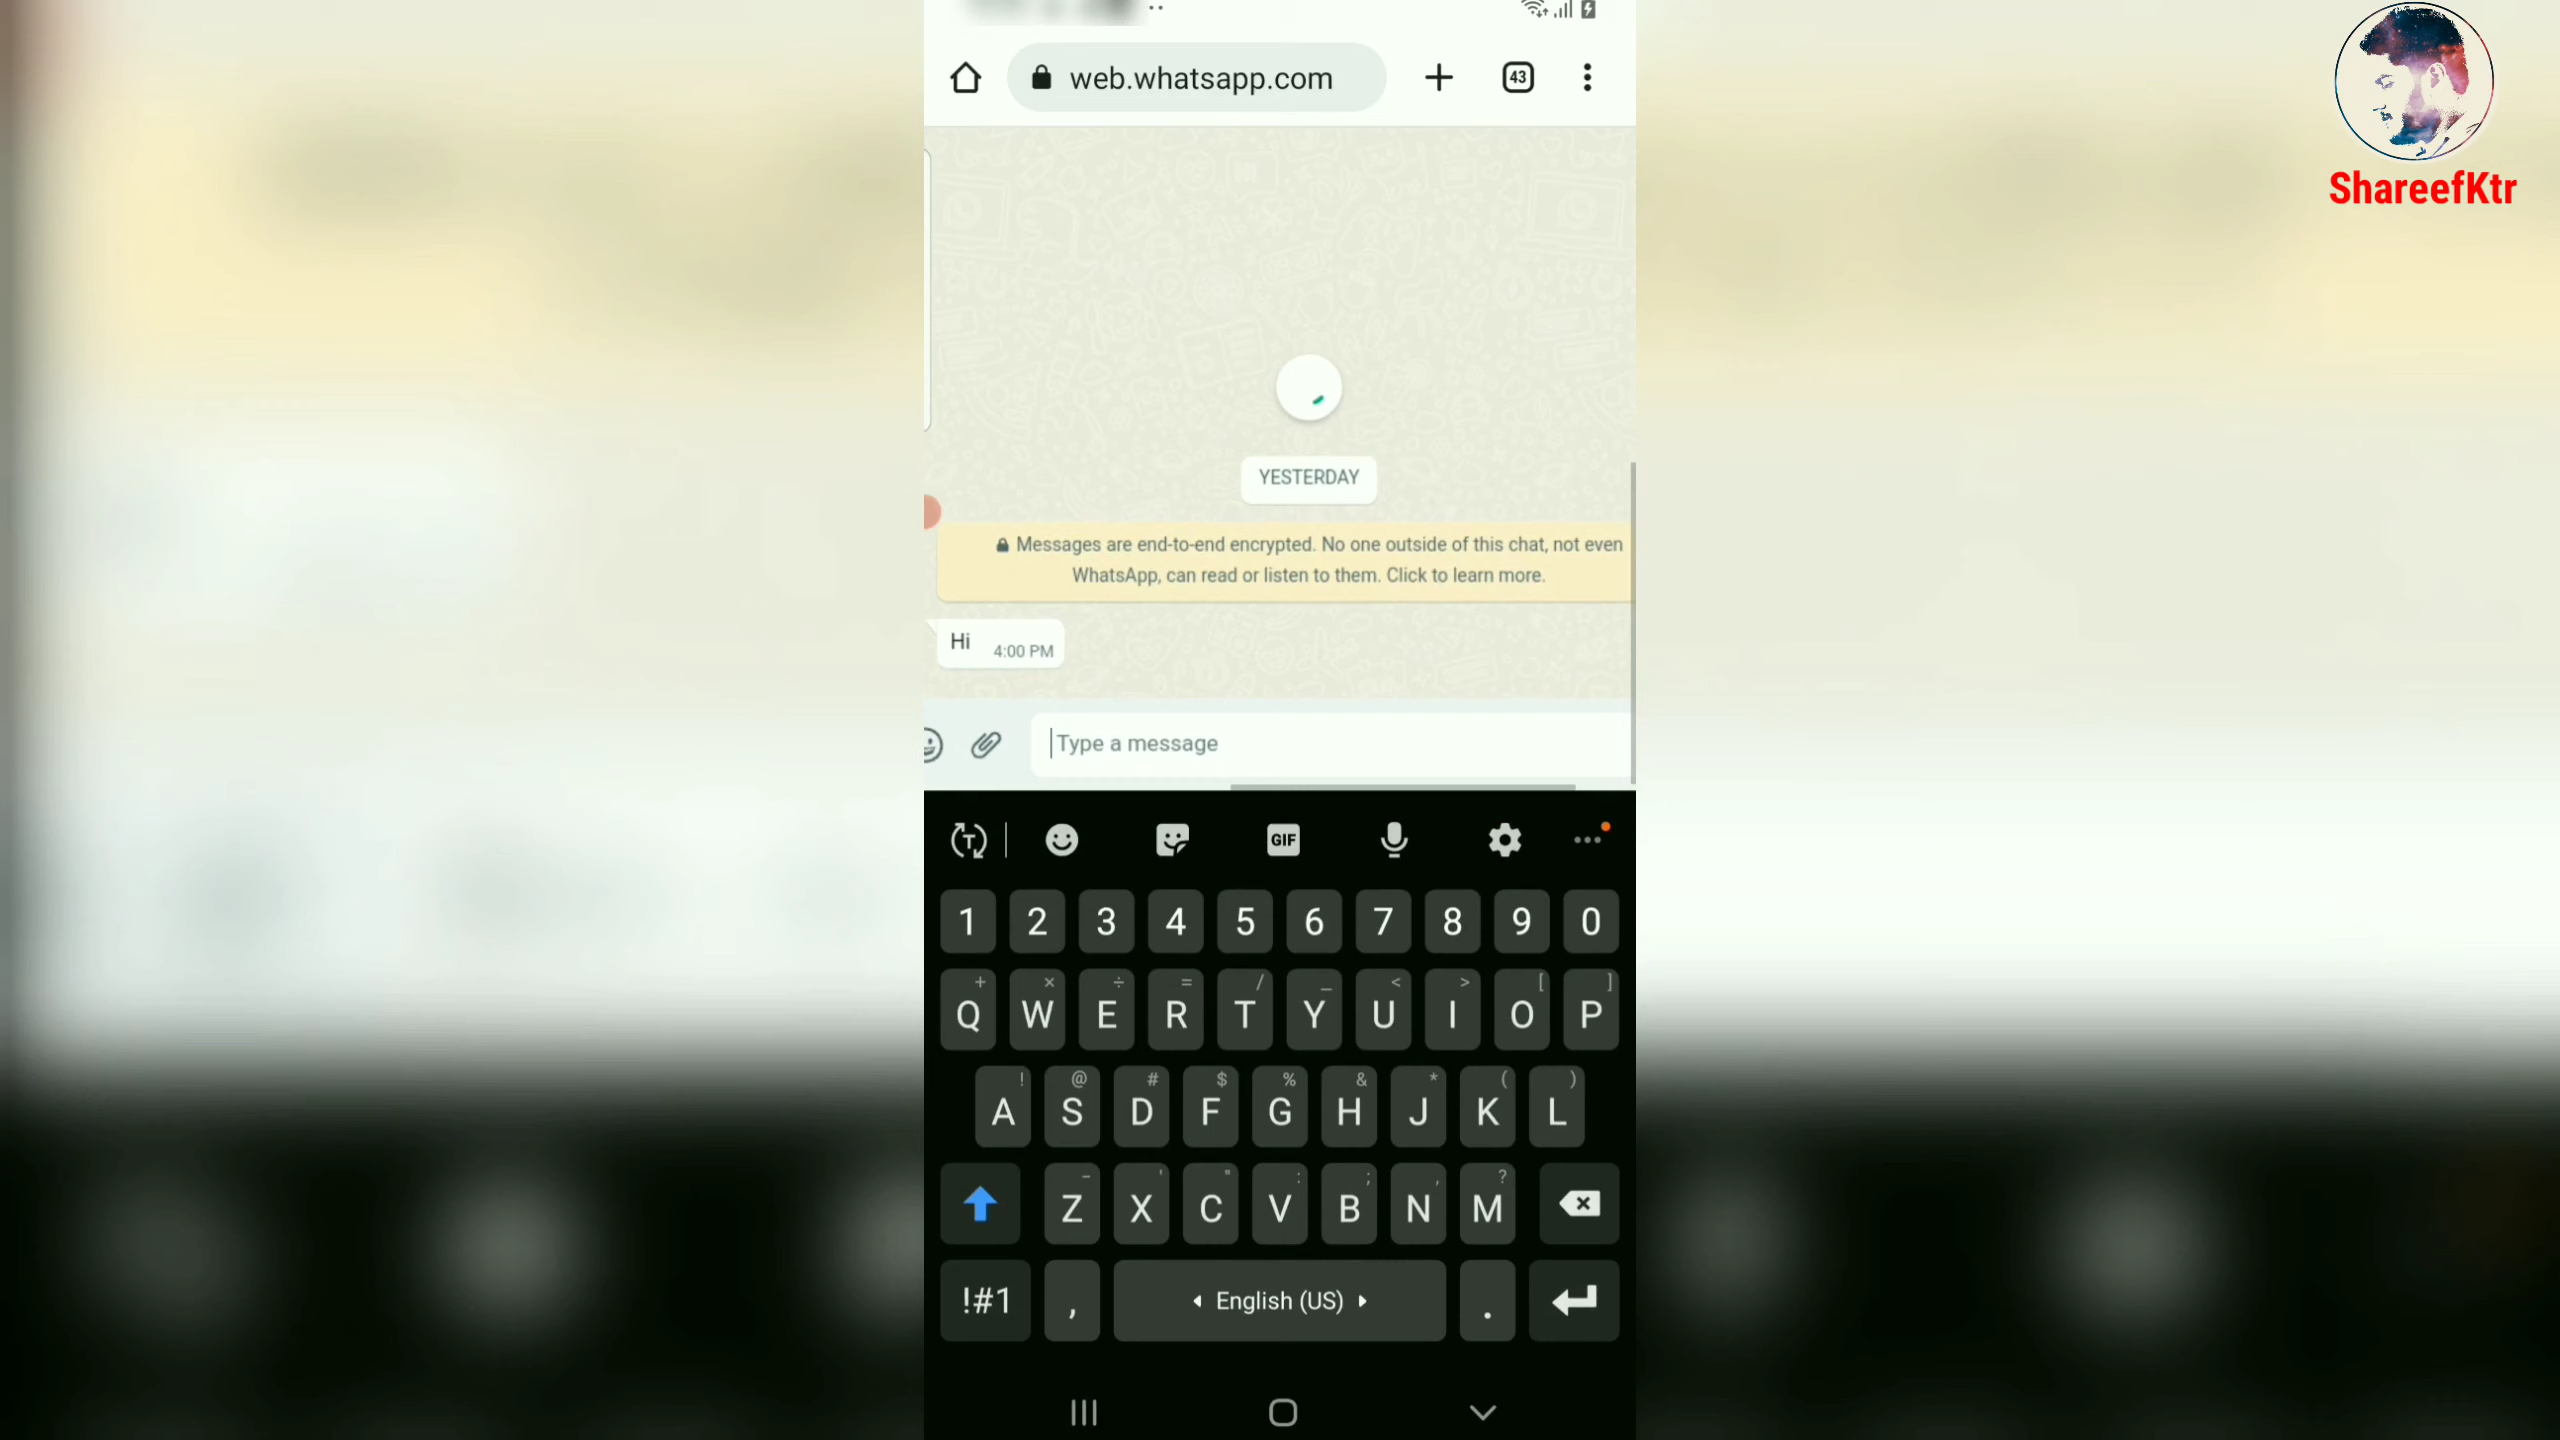 web.whatsapp.com
43
ShareefKtr
YESTERDAY
Messages are end-to-end encrypted. No one outside of this chat, not even
WhatsApp, can read or listen to them. Click to learn more.
Hi 4:00 PM
Type a message
T GIF
1 2 3 4 5 6 7 8 9 0
+ × ÷ = / _ < > [ ]
Q W E R T Y U I O P
! @ # $ % & * ( )
A S D F G H J K L
- ' " : ; , ?
Z X C V B N M
!#1 , English (US) .